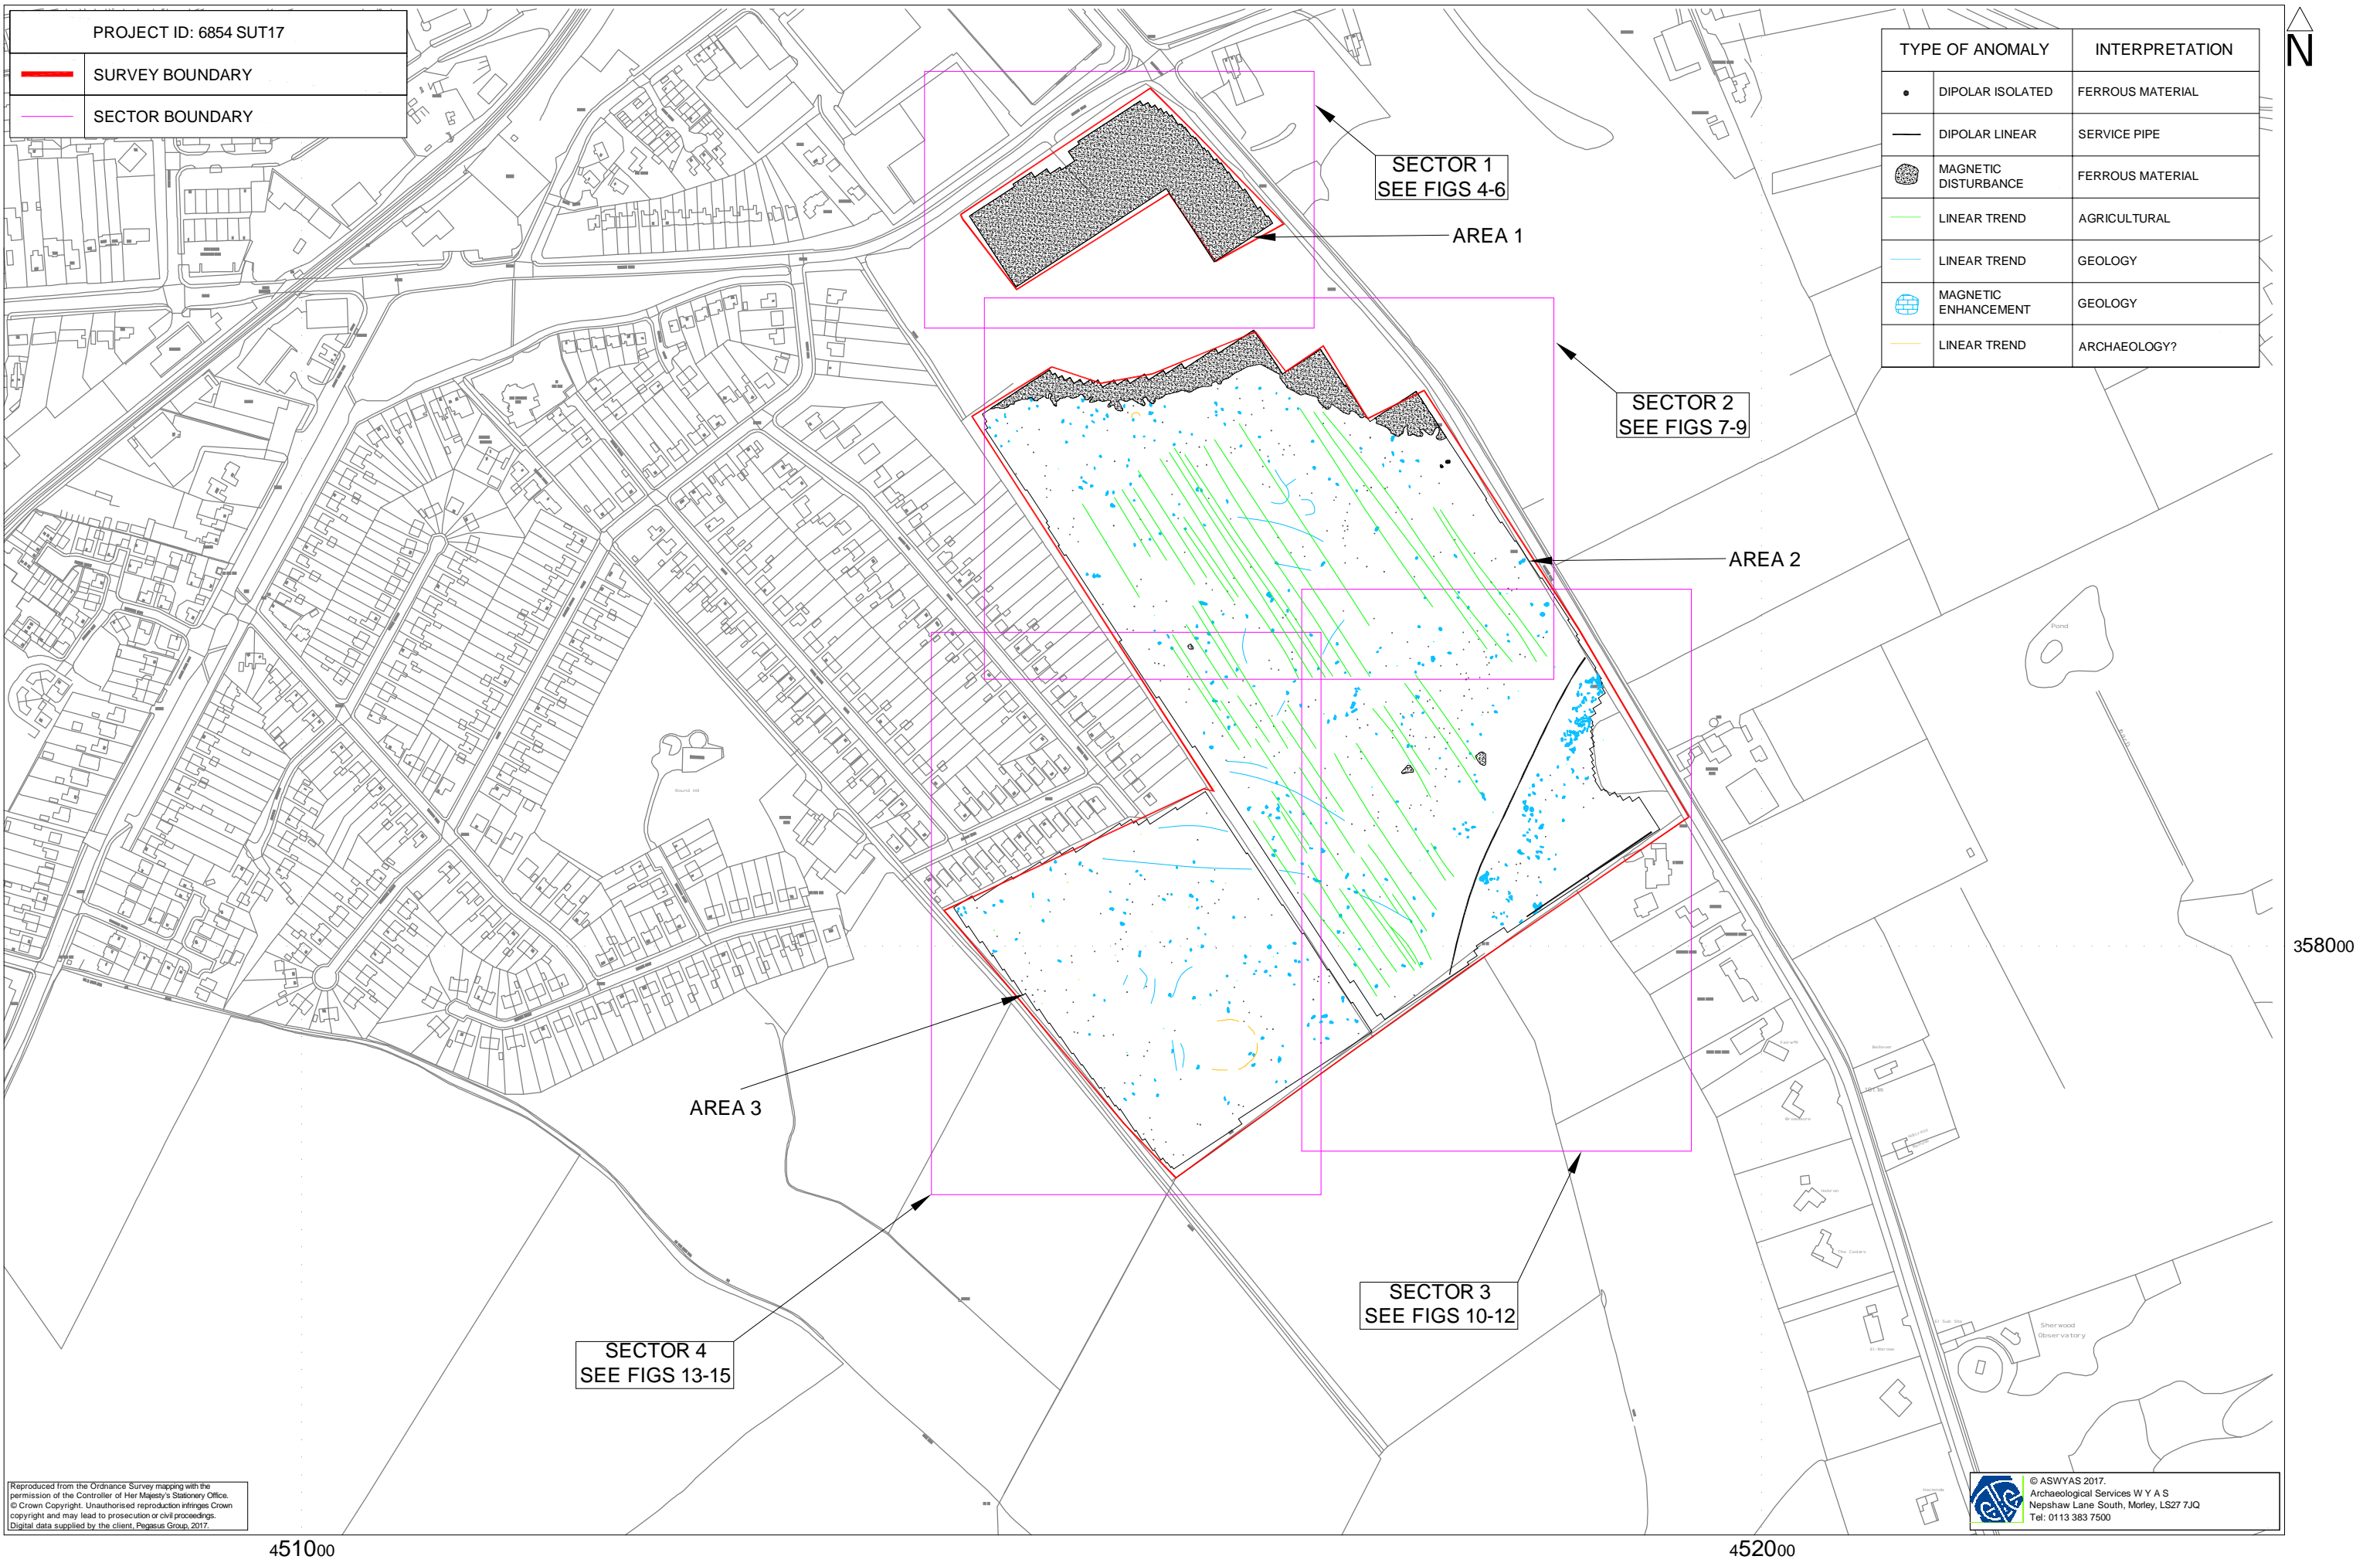 PROJECT ID: 6854 SUT17
SURVEY BOUNDARY
SECTOR BOUNDARY
N
TYPE OF ANOMALY INTERPRETATION
DIPOLAR ISOLATED FERROUS MATERIAL
DIPOLAR LINEAR SERVICE PIPE
MAGNETIC
DISTURBANCE FERROUS MATERIAL
LINEAR TREND AGRICULTURAL
LINEAR TREND GEOLOGY
MAGNETIC
ENHANCEMENT GEOLOGY
LINEAR TREND ARCHAEOLOGY?
SECTOR 1
SEE FIGS 4-6
AREA 1
SECTOR 2
SEE FIGS 7-9
AREA 2
Pond
Round Hill
358000
AREA 3
SECTOR 3
SEE FIGS 10-12
SECTOR 4
SEE FIGS 13-15
Sherwood
Observatory
Reproduced from the Ordnance Survey mapping with the
permission of the Controller of Her Majesty's Stationery Office.
© Crown Copyright. Unauthorised reproduction infringes Crown
copyright and may lead to prosecution or civil proceedings.
Digital data supplied by the client, Pegasus Group, 2017.
© ASWYAS 2017.
Archaeological Services W Y A S
Nepshaw Lane South, Morley, LS27 7JQ
Tel: 0113 383 7500
451000
452000